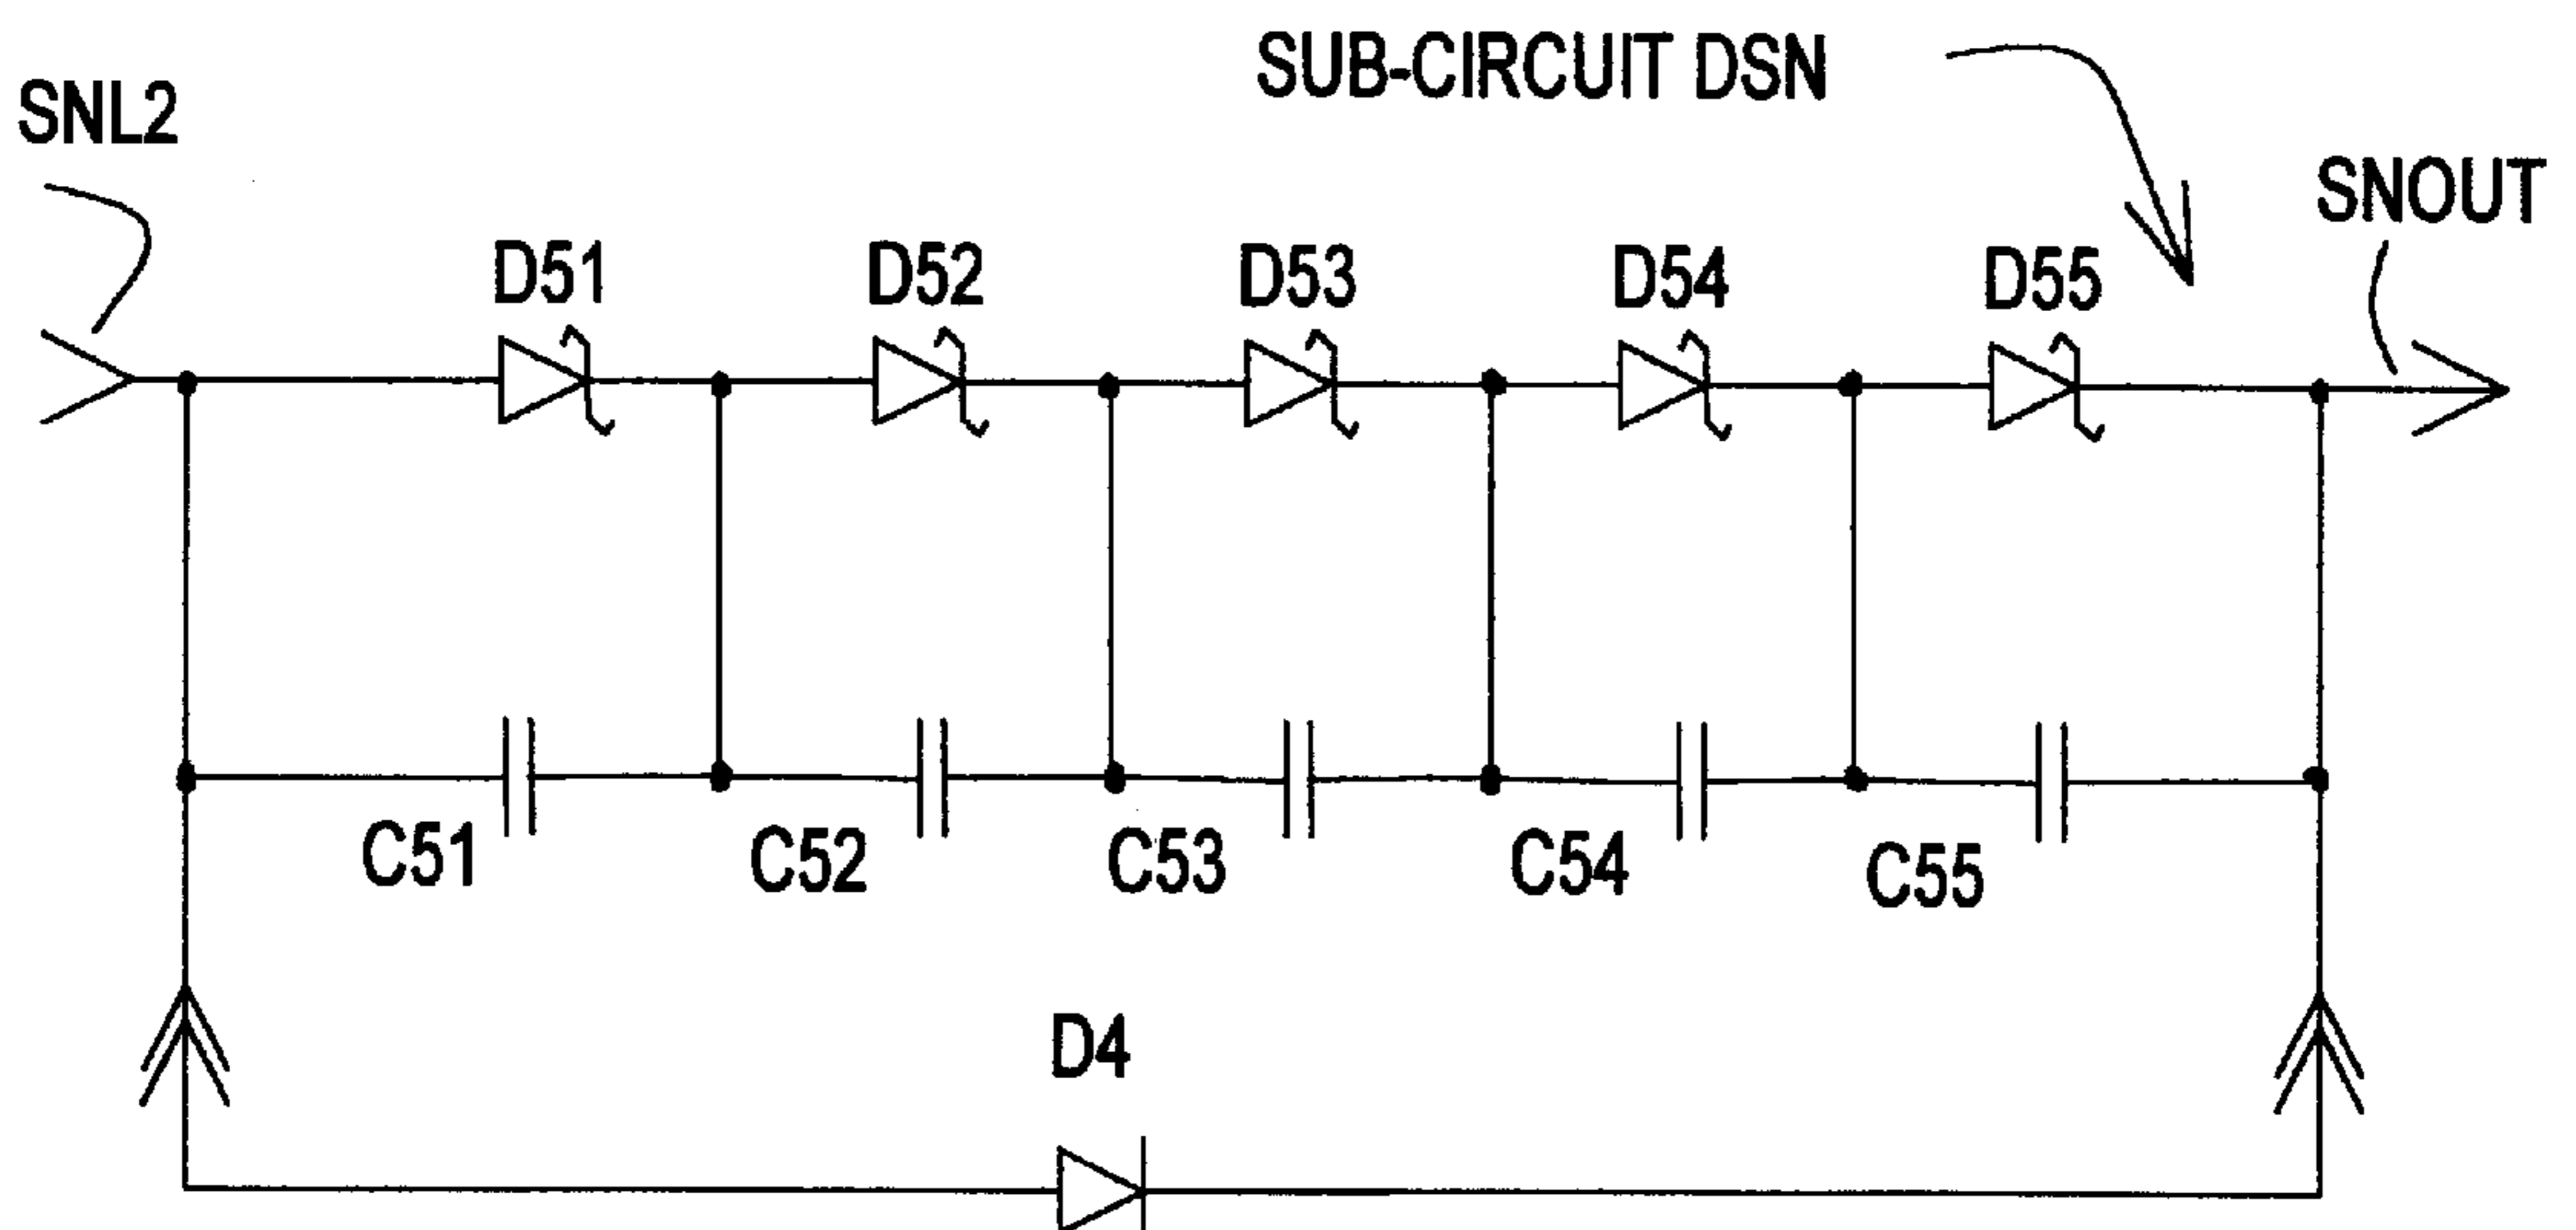 SUB-CIRCUIT DSN
SNL2
SNOUT
D51
D52
D53
D54
D55
C51
C52
C53
C54
C55
D4